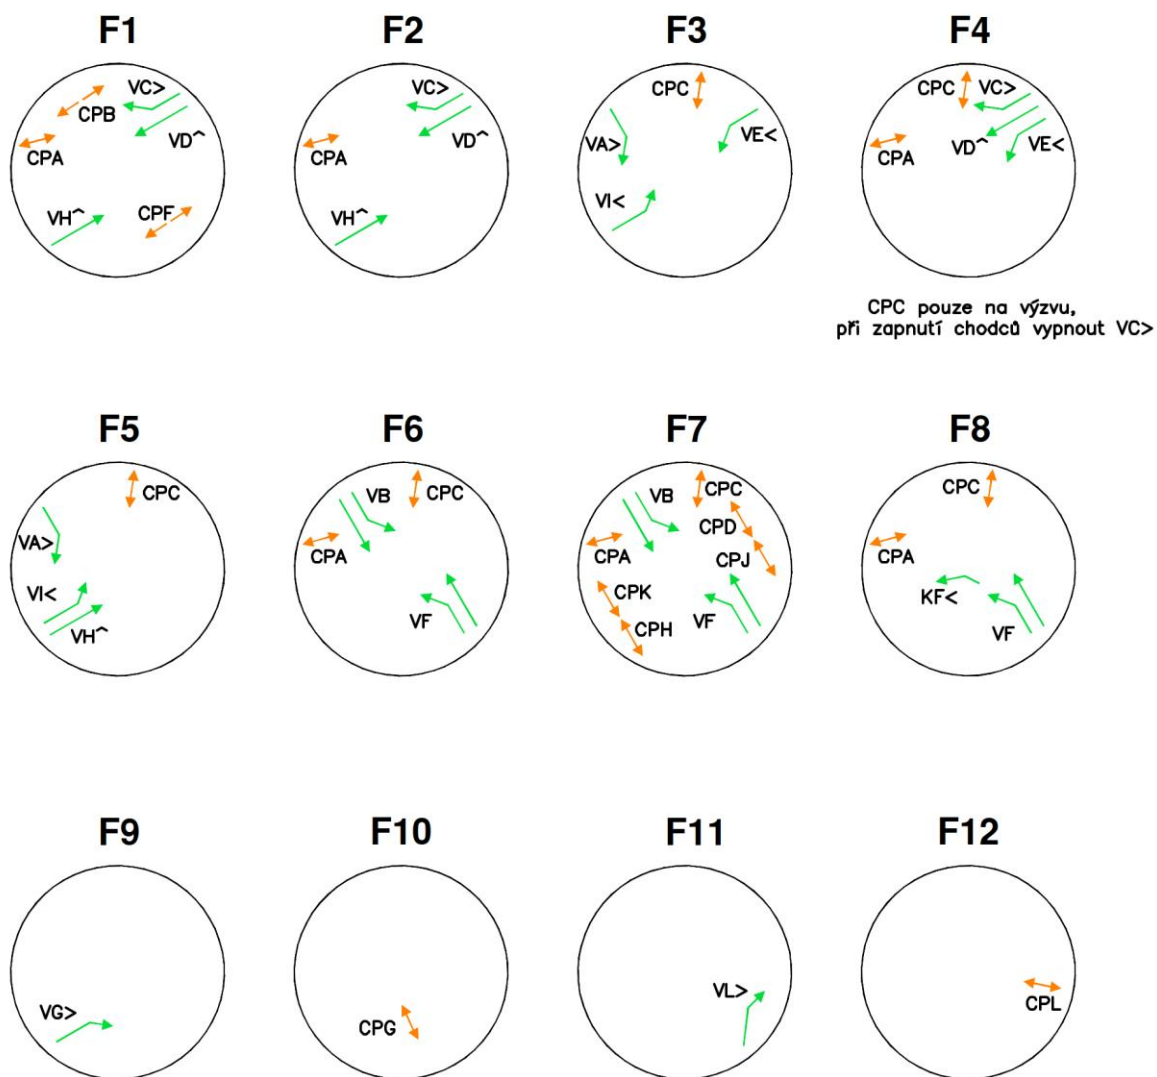 F1
F2
F3
F4
VC>
CPB
CPA
VD^
VH^
CPF
VC>
CPA
VD^
VH^
CPC
VA>
VE<
VI<
CPC
VC>
CPA
VD^
VE<
CPC pouze na výzvu,
při zapnutí chodců vypnout VC>
F5
F6
F7
F8
CPC
VA>
VI<
VH^
VB
CPC
CPA
VF
VB
CPC
CPD
CPA
CPJ
CPK
CPH
VF
CPC
CPA
KF<
VF
F9
F10
F11
F12
VG>
CPG
VL>
CPL